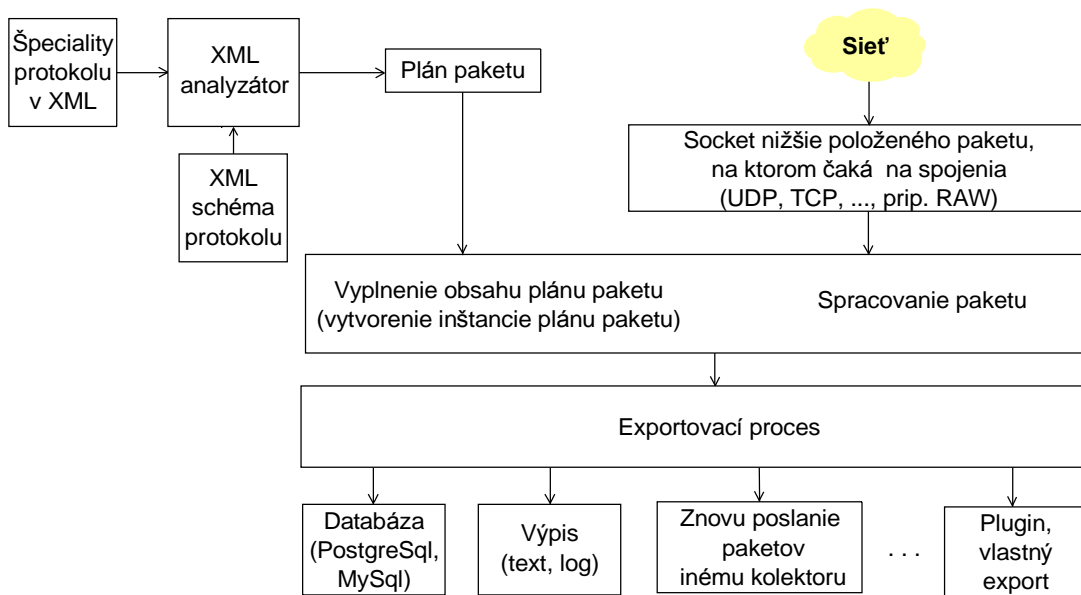 Špeciality
protokolu
v XML
XML
analyzátor
Plán paketu
Sieť
XML
schéma
protokolu
Socket nižšie položeného paketu,
na ktorom čaká na spojenia
(UDP, TCP, ..., prip. RAW)
Vyplnenie obsahu plánu paketu
(vytvorenie inštancie plánu paketu)
Spracovanie paketu
Exportovací proces
Databáza
(PostgreSql,
MySql)
Výpis
(text, log)
Znovu poslanie
paketov
inému kolektoru
. . .
Plugin,
vlastný
export